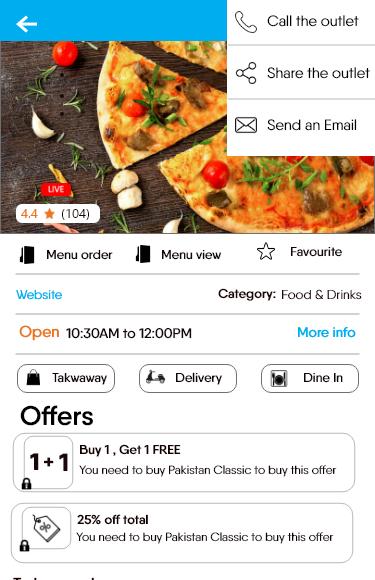 Call the outlet
Share the outlet
Send an Email
LIVE
4.4 (104)
Menu order Menu view Favourite
Website Category: Food & Drinks
Open 10:30AM to 12:00PM More info
Takwaway Delivery Dine In
Offers
1+1 Buy 1 , Get 1 FREE
You need to buy Pakistan Classic to buy this offer
25% off total
You need to buy Pakistan Classic to buy this offer